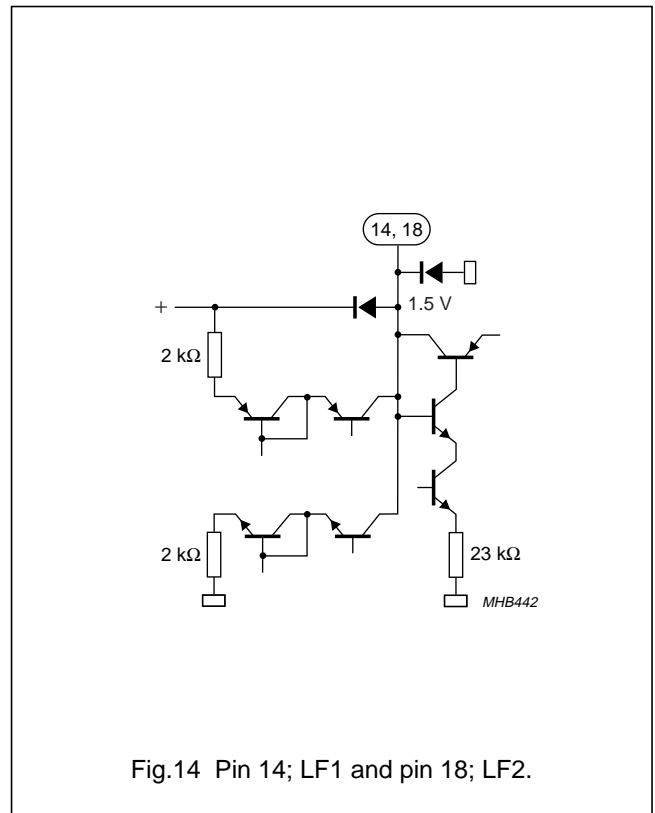 14, 18
+
1.5 V
2 kΩ
2 kΩ
23 kΩ
MHB442
Fig.14 Pin 14; LF1 and pin 18; LF2.